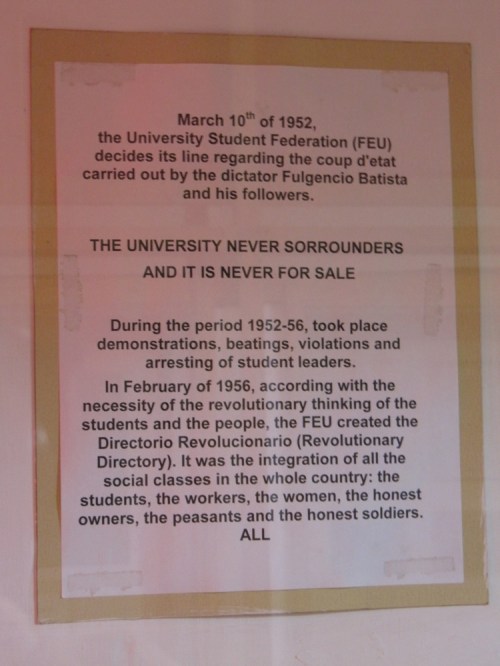 March 10th of 1952,
the University Student Federation (FEU)
decides its line regarding the coup d'etat
carried out by the dictator Fulgencio Batista
and his followers.
THE UNIVERSITY NEVER SORROUNDERS
AND IT IS NEVER FOR SALE
During the period 1952-56, took place
demonstrations, beatings, violations and
arresting of student leaders.
In February of 1956, according with the
necessity of the revolutionary thinking of the
students and the people, the FEU created the
Directorio Revolucionario (Revolutionary
Directory). It was the integration of all the
social classes in the whole country: the
students, the workers, the women, the honest
owners, the peasants and the honest soldiers.
ALL